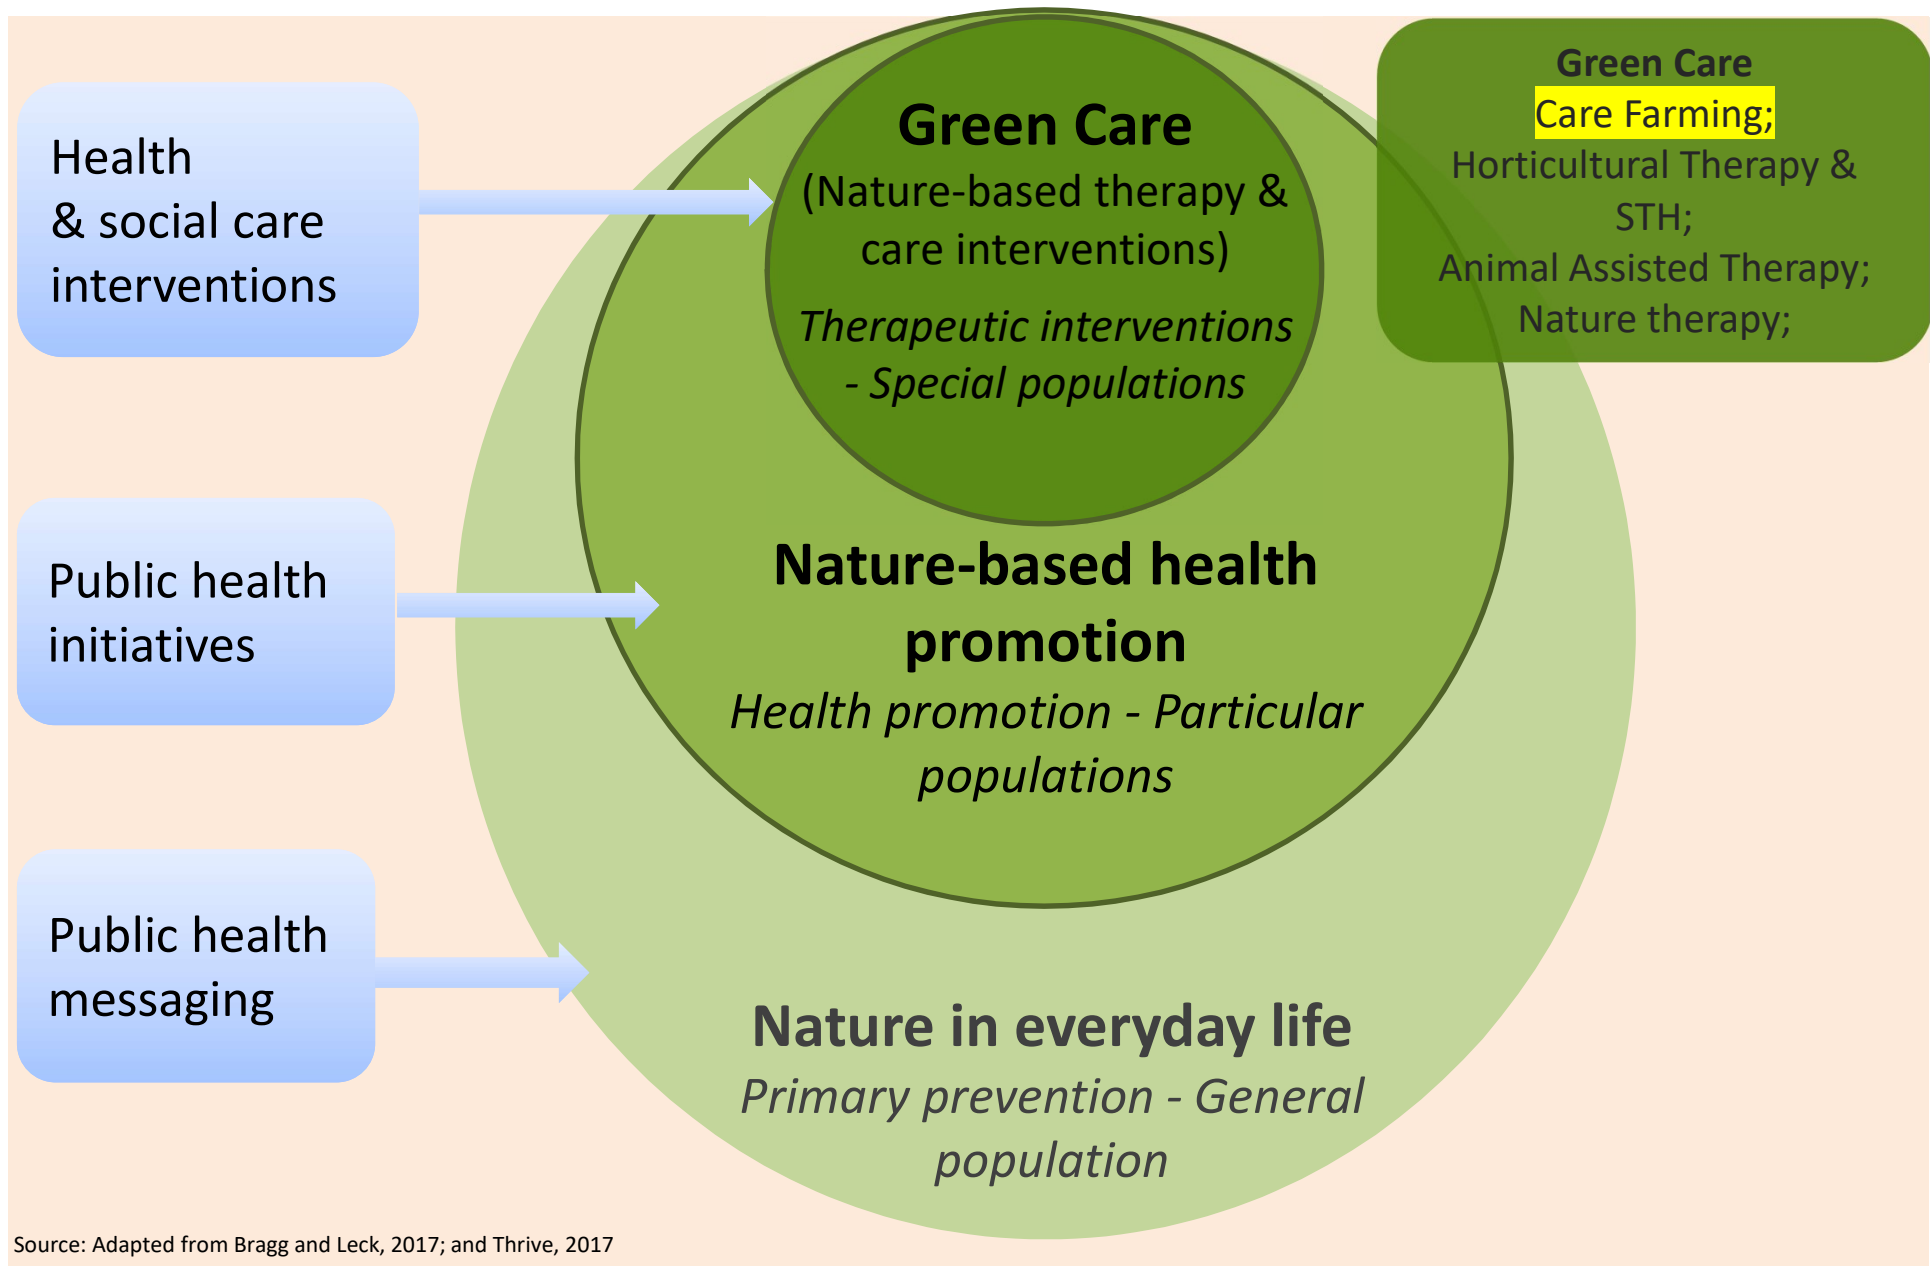 Health
& social care
interventions
Green Care
(Nature-based therapy &
care interventions)
Therapeutic interventions
- Special populations
Green Care
Care Farming;
Horticultural Therapy &
STH;
Animal Assisted Therapy;
Nature therapy;
Public health
initiatives
Nature-based health
promotion
Health promotion - Particular
populations
Public health
messaging
Nature in everyday life
Primary prevention - General
population
Source: Adapted from Bragg and Leck, 2017; and Thrive, 2017